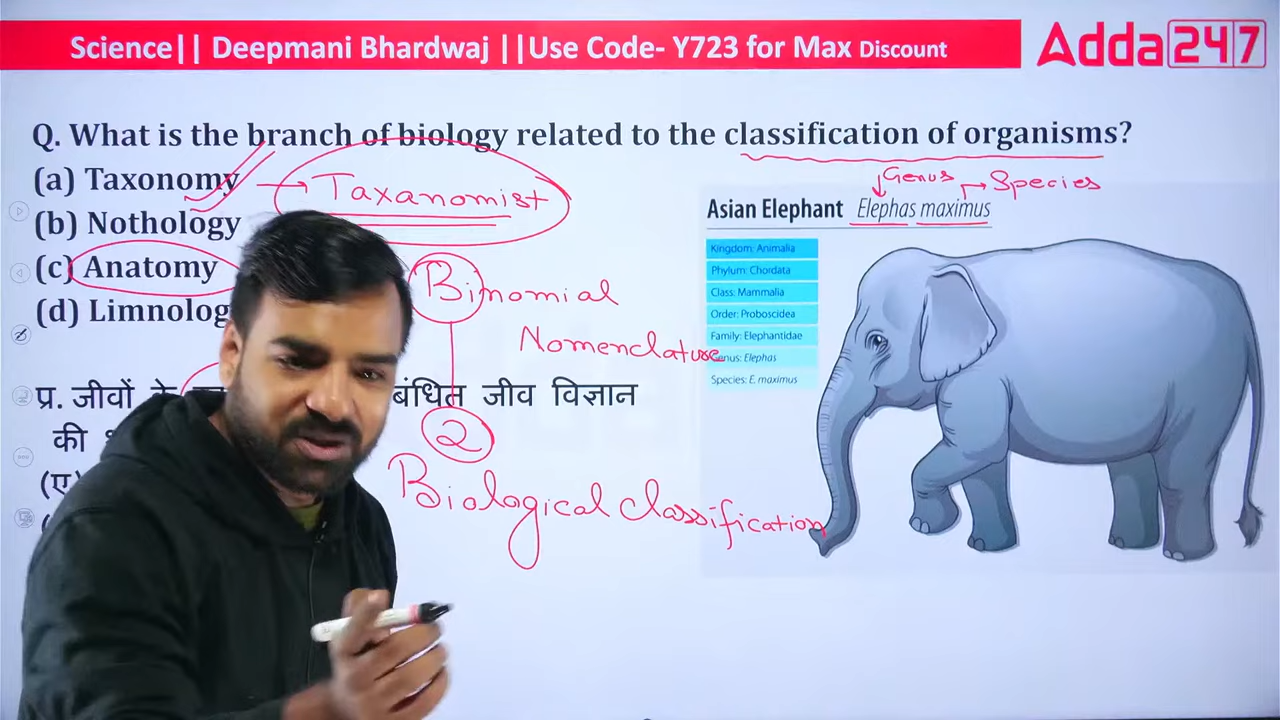 Science|| Deepmani Bhardwaj ||Use Code- Y723 for Max Discount
Adda247
Q. What is the branch of biology related to the classification of organisms?
(a) Taxonomy → Taxanomist
(b) Nothology
(c) Anatomy
(d) Limnolog
Binomial
Nomenclature
2
Biological classification
प्र. जीवों के
बंधित जीव विज्ञान
की
(ए)
Genus → Species
Asian Elephant Elephas maximus
Kingdom: Animalia
Phylum: Chordata
Class: Mammalia
Order: Proboscidea
Family: Elephantidae
Genus: Elephas
Species: E. maximus